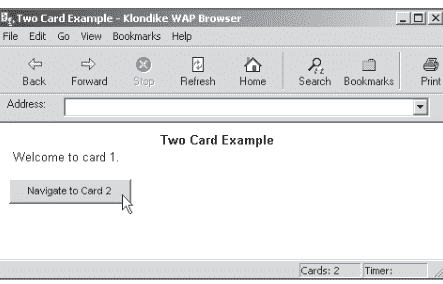 Two Card Example - Klondike WAP Browser
File Edit Go View Bookmarks Help
Back Forward Stop Refresh Home Search Bookmarks Print
Address:
Two Card Example
Welcome to card 1.
Navigate to Card 2
Cards: 2 Timer: